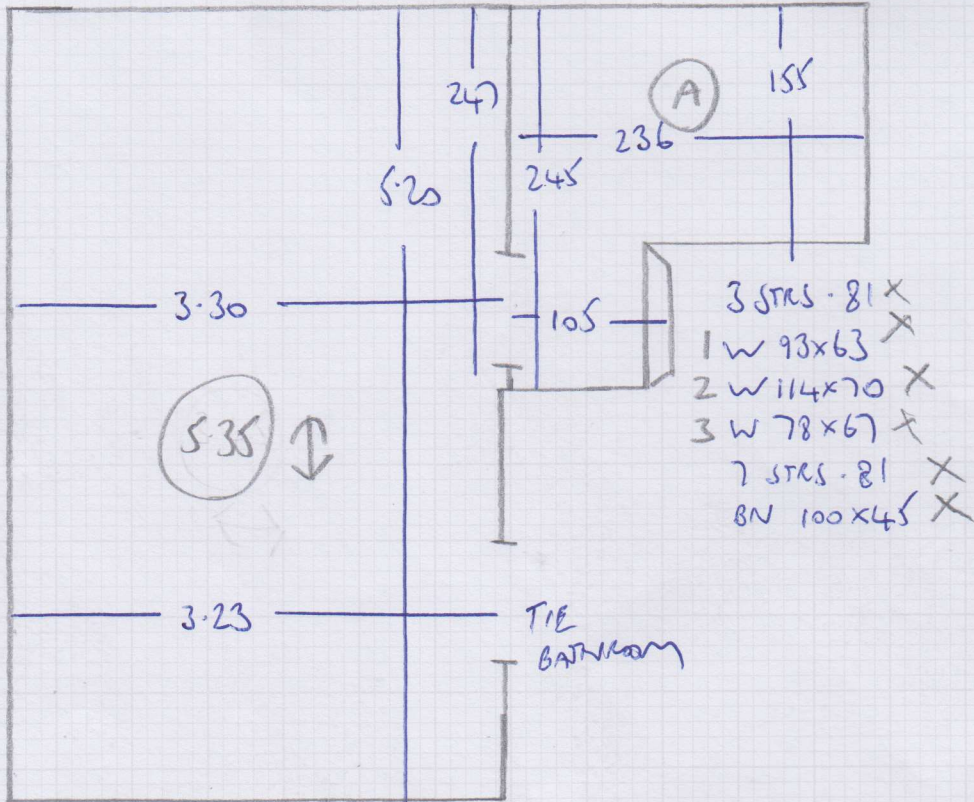 247
A
155
236
5.20
245
3.30
105
3 STRS .81 X
1 W 93x63 X
2 W 114x70 X
3 W 78x67 X
7 STRS .81 X
BN 100x45 X
5.35
3.23
TIE
BATHROOM